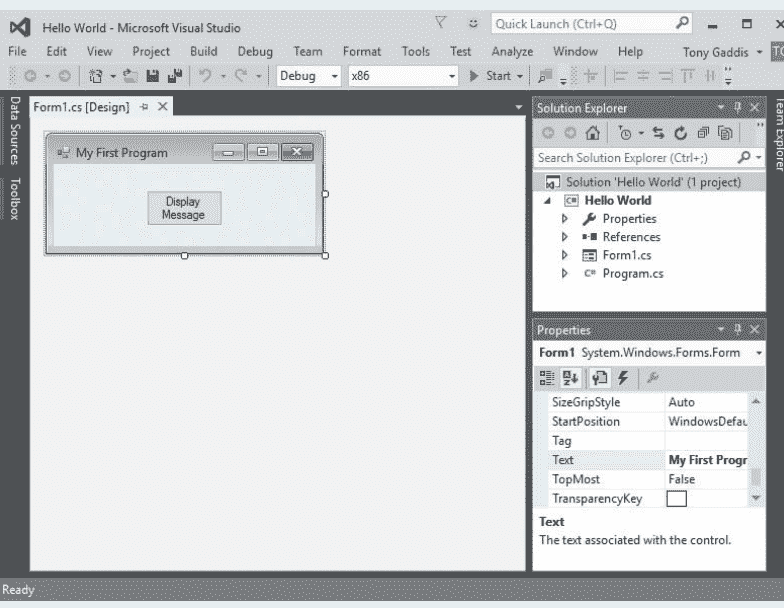 Hello World - Microsoft Visual Studio
Quick Launch (Ctrl+Q)
File Edit View Project Build Debug Team Format Tools Test Analyze Window Help Tony Gaddis
Debug x86 Start
Data Sources
Toolbox
Form1.cs [Design]
My First Program
Display
Message
Solution Explorer
Search Solution Explorer (Ctrl+;)
Solution 'Hello World' (1 project)
C# Hello World
Properties
References
Form1.cs
C# Program.cs
Team Explorer
Properties
Form1 System.Windows.Forms.Form
SizeGripStyle Auto
StartPosition WindowsDefau
Tag
Text My First Progr
TopMost False
TransparencyKey
Text
The text associated with the control.
Ready